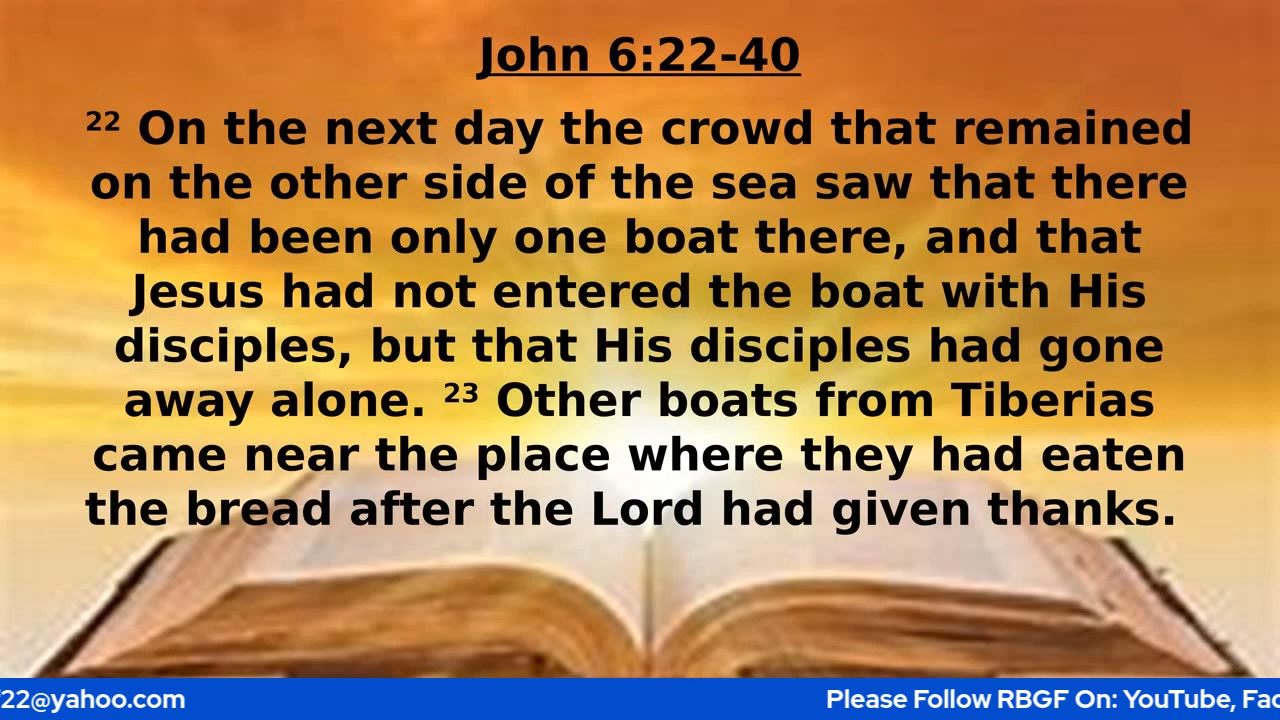 John 6:22-40
²² On the next day the crowd that remained
on the other side of the sea saw that there
had been only one boat there, and that
Jesus had not entered the boat with His
disciples, but that His disciples had gone
away alone. ²³ Other boats from Tiberias
came near the place where they had eaten
the bread after the Lord had given thanks.
22@yahoo.com Please Follow RBGF On: YouTube, Fac